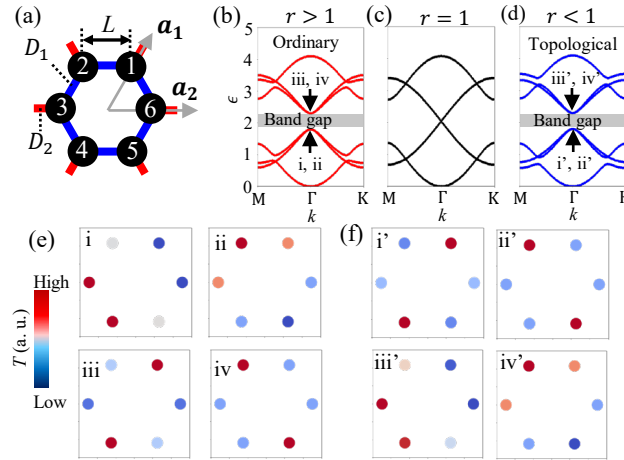 (a)
L
a₁
D₁
2 1
a₂
3 6
D₂
4 5
(b) r > 1
(c) r = 1
(d) r < 1
ϵ
5
4
3
2
1
0
Ordinary
iii, iv
Band gap
i, ii
M Γ K
k
M Γ K
k
Topological
iii', iv'
Band gap
i', ii'
M Γ K
k
(e)
(f)
High
T (a. u.)
Low
i
ii
iii
iv
i'
ii'
iii'
iv'